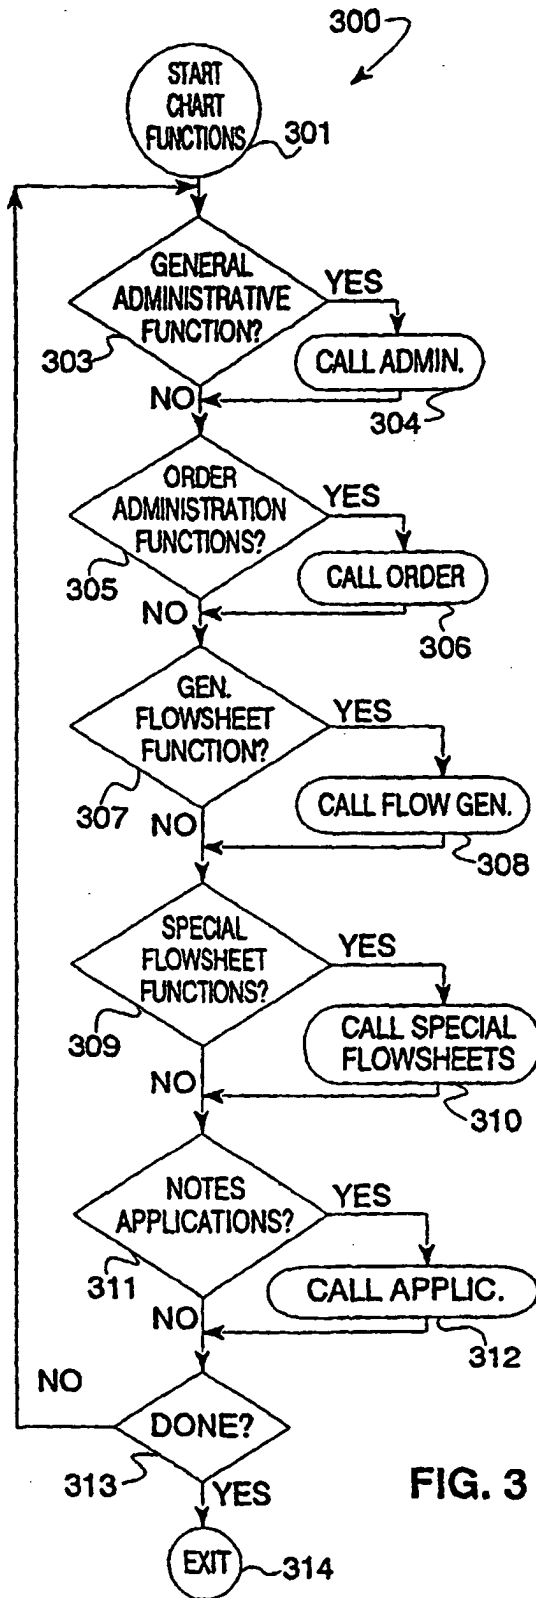 300
START
CHART
FUNCTIONS
301
GENERAL
ADMINISTRATIVE
FUNCTION?
YES
303
CALL ADMIN.
NO
304
ORDER
ADMINISTRATION
FUNCTIONS?
YES
305
CALL ORDER
NO
306
GEN.
FLOWSHEET
FUNCTION?
YES
307
CALL FLOW GEN.
NO
308
SPECIAL
FLOWSHEET
FUNCTIONS?
YES
309
CALL SPECIAL
FLOWSHEETS
NO
310
NOTES
APPLICATIONS?
YES
311
CALL APPLIC.
NO
312
NO
DONE?
313
YES
FIG. 3
EXIT
314